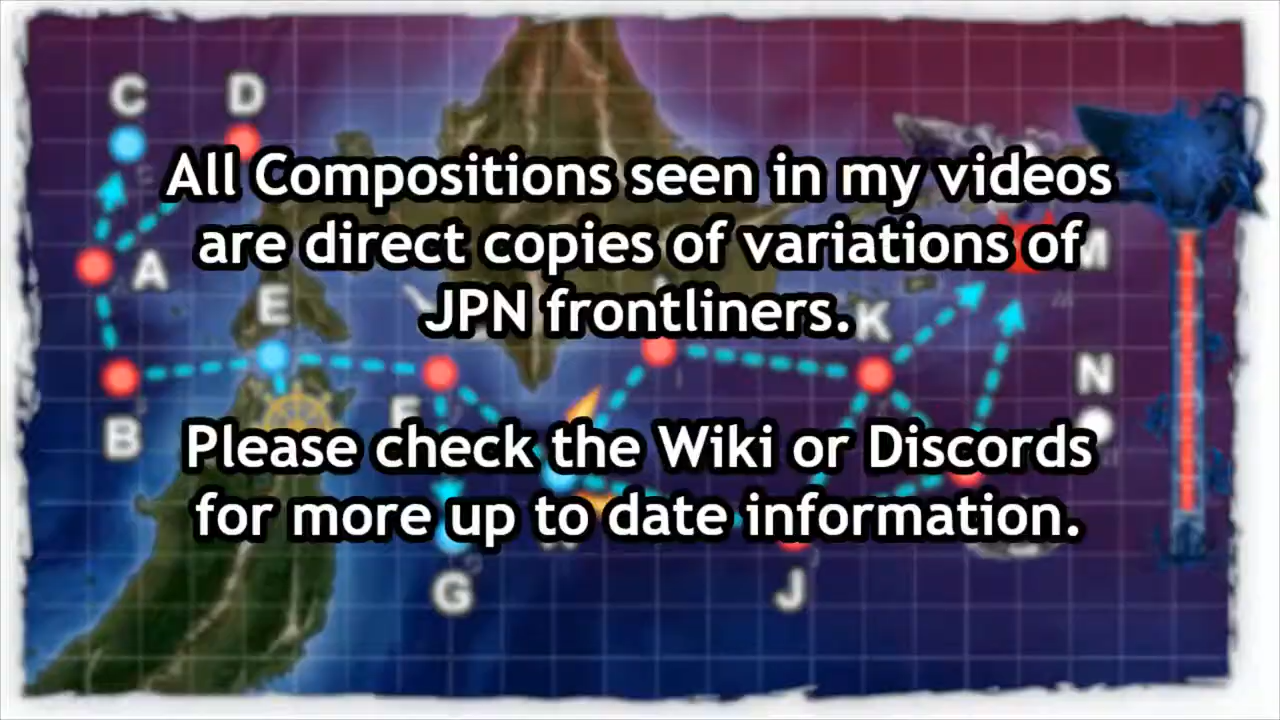 C D
All Compositions seen in my videos
are direct copies of variations of
JPN frontliners.
A
M
E
K
N
F
B
Please check the Wiki or Discords
for more up to date information.
G
J